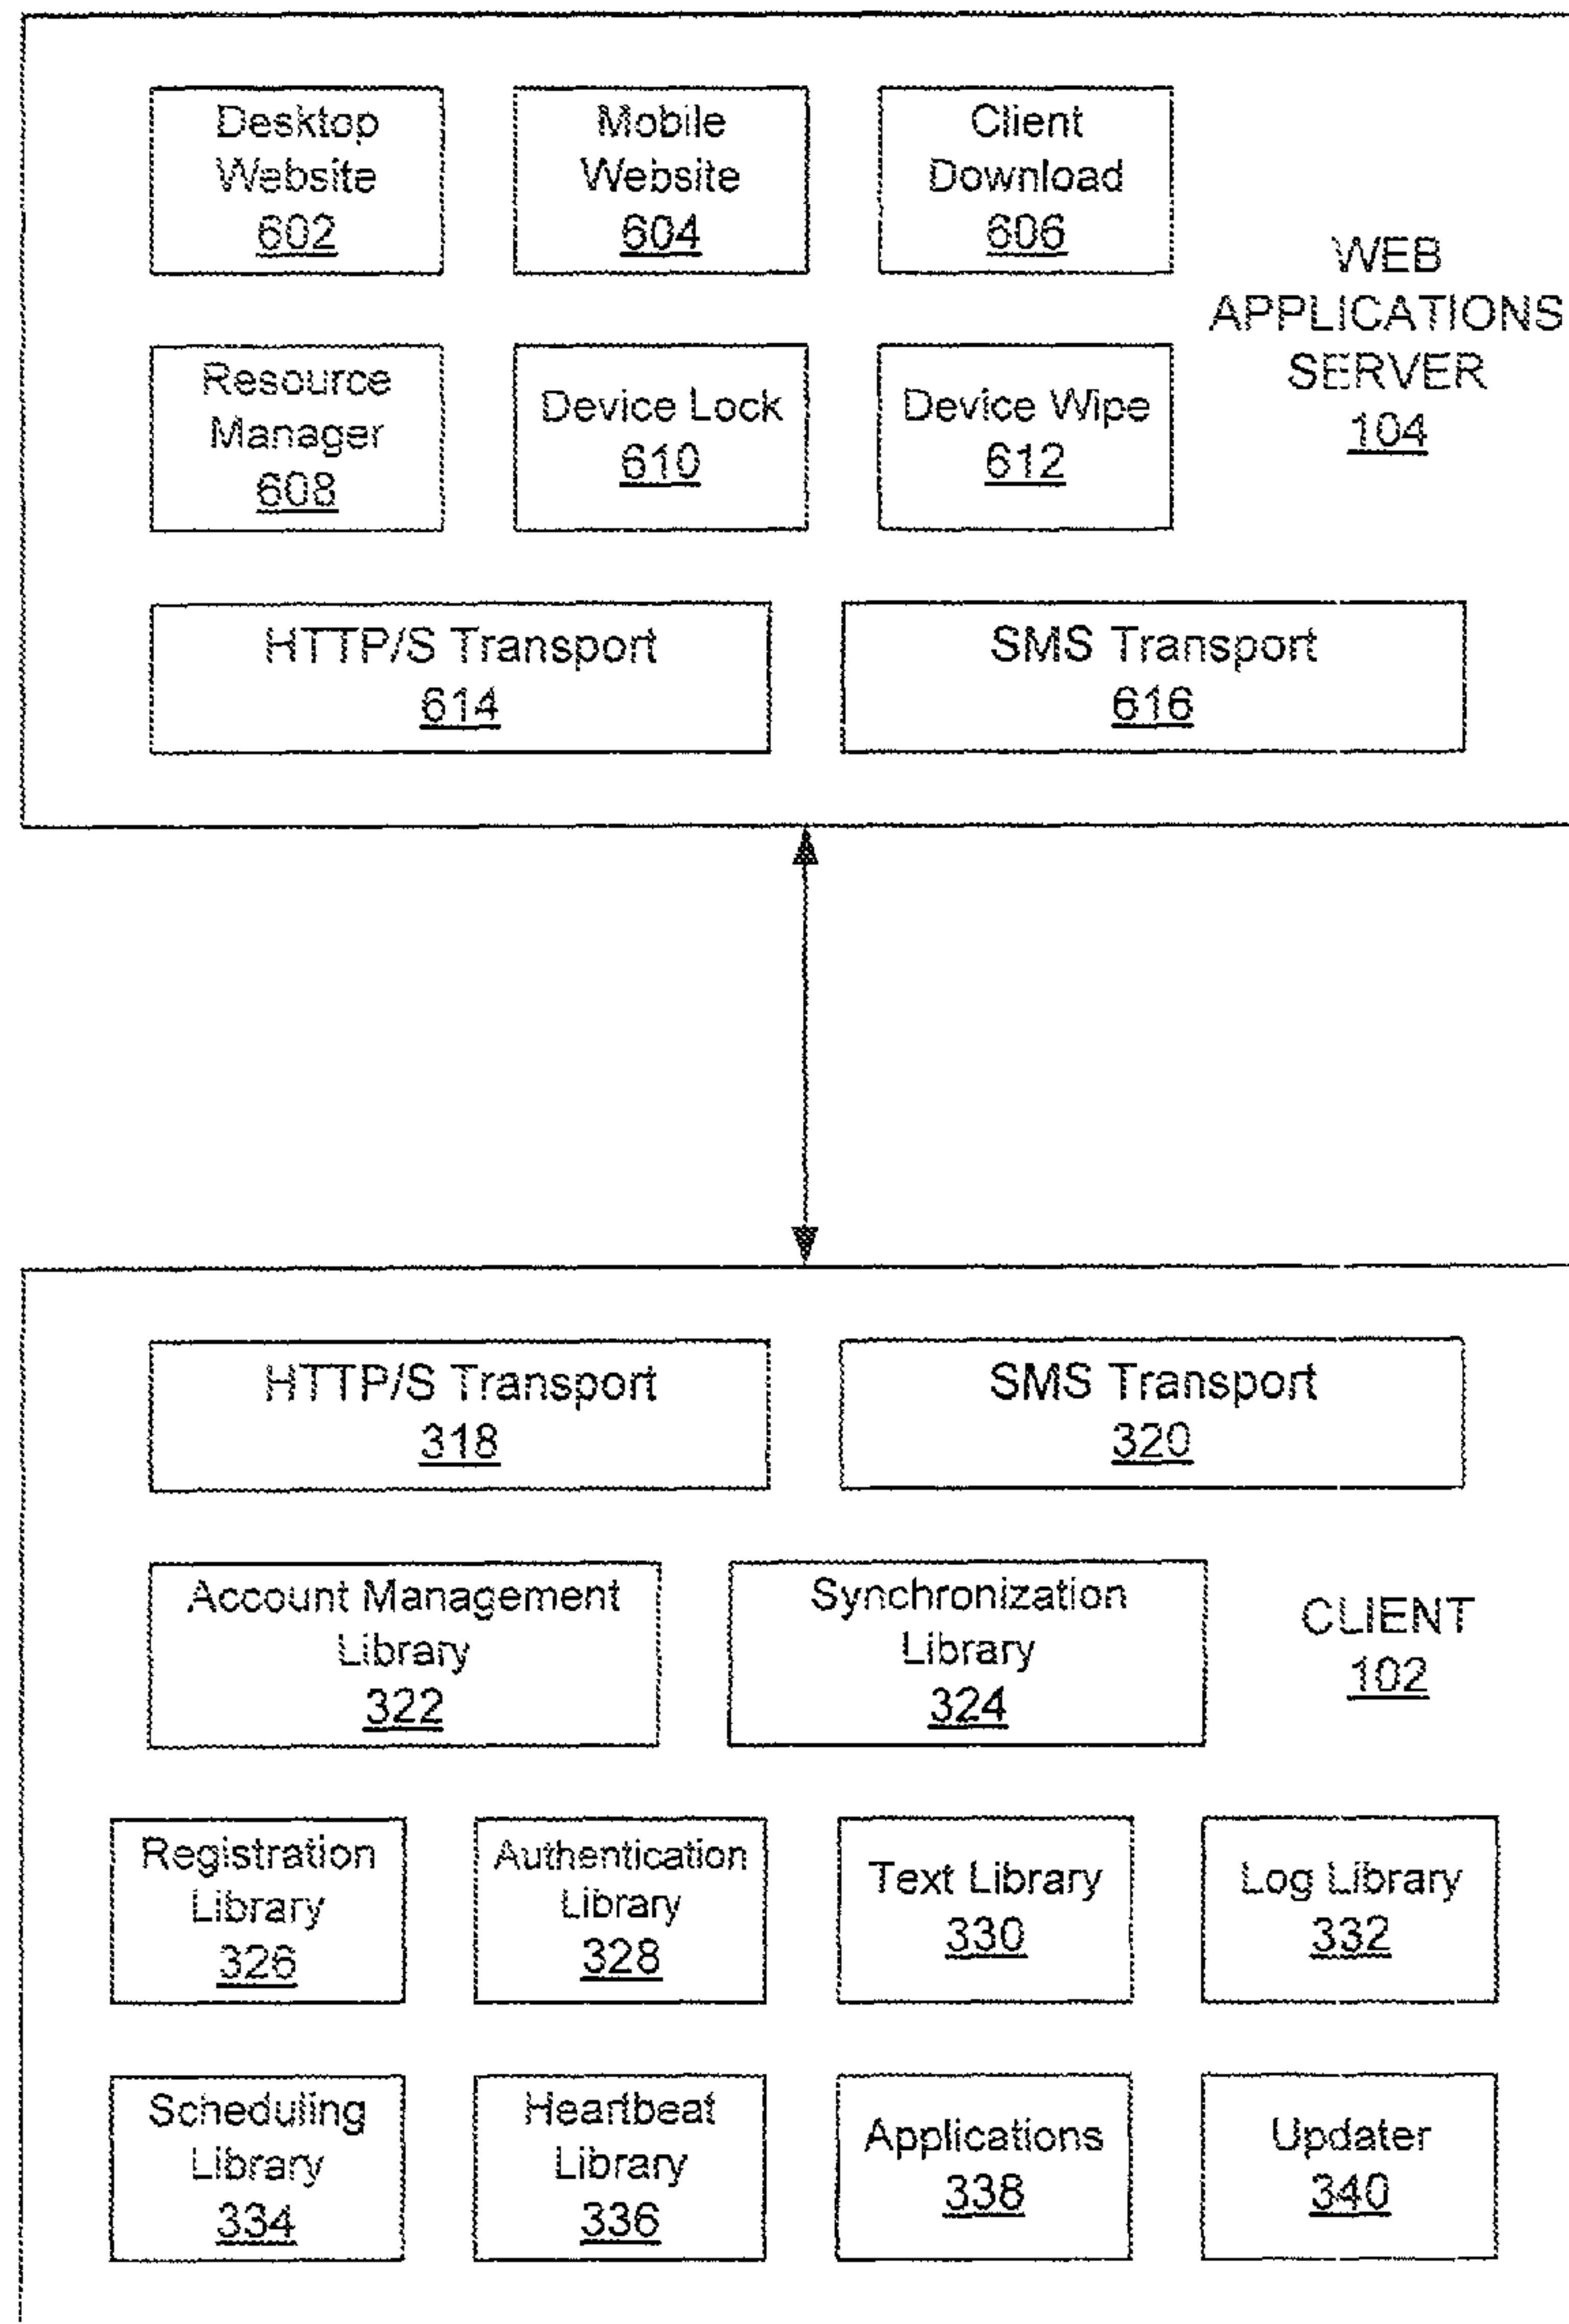 Desktop
Website
602
Mobile
Website
604
Client
Download
606
WEB
APPLICATIONS
SERVER
104
Resource
Manager
608
Device Lock
610
Device Wipe
612
HTTP/S Transport
614
SMS Transport
616
HTTP/S Transport
318
SMS Transport
320
Account Management
Library
322
Synchronization
Library
324
CLIENT
102
Registration
Library
326
Authentication
Library
328
Text Library
330
Log Library
332
Scheduling
Library
334
Heartbeat
Library
336
Applications
338
Updater
340